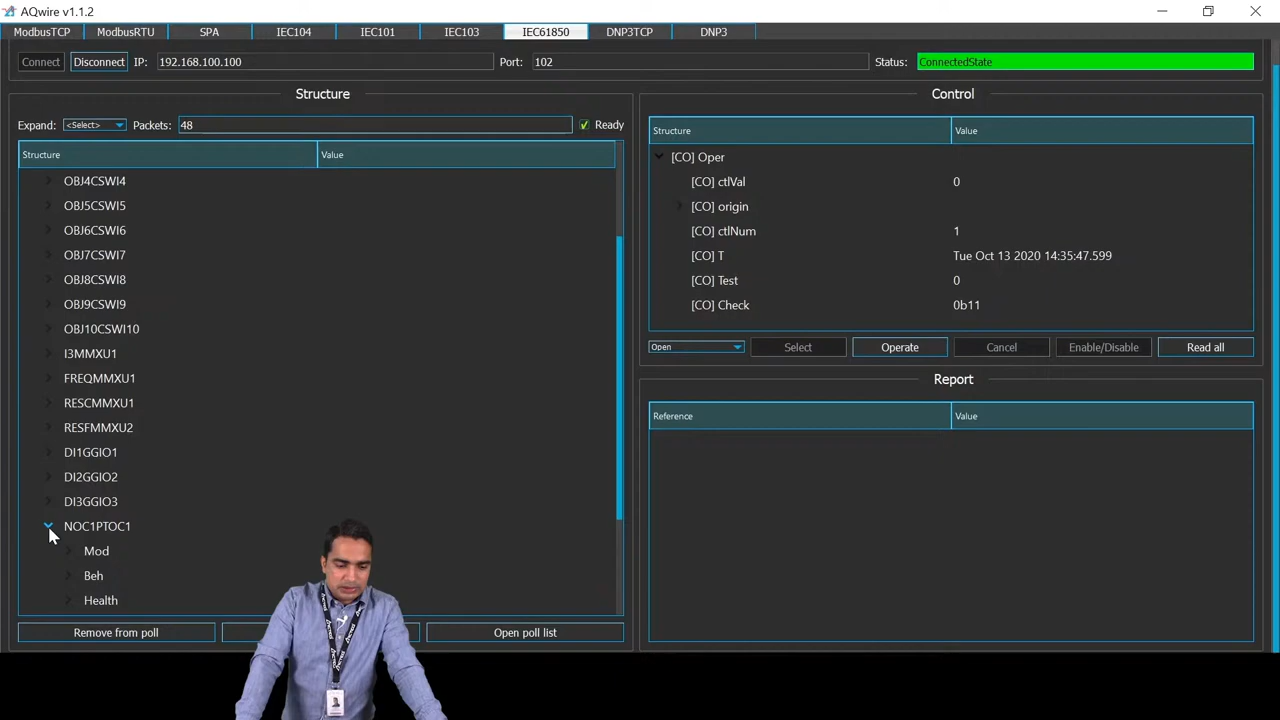 AQwire v1.1.2
ModbusTCP ModbusRTU SPA IEC104 IEC101 IEC103 IEC61850 DNP3TCP DNP3
Connect Disconnect IP: 192.168.100.100 Port: 102 Status: ConnectedState
Structure
Expand: <Select> Packets: 48 Ready
Structure Value
OBJ4CSWI4
OBJ5CSWI5
OBJ6CSWI6
OBJ7CSWI7
OBJ8CSWI8
OBJ9CSWI9
OBJ10CSWI10
I3MMXU1
FREQMMXU1
RESCMMXU1
RESFMMXU2
DI1GGIO1
DI2GGIO2
DI3GGIO3
NOC1PTOC1
Mod
Beh
Health
Remove from poll Open poll list
Control
Structure Value
[CO] Oper
[CO] ctlVal 0
[CO] origin
[CO] ctlNum 1
[CO] T Tue Oct 13 2020 14:35:47.599
[CO] Test 0
[CO] Check 0b11
Open Select Operate Cancel Enable/Disable Read all
Report
Reference Value